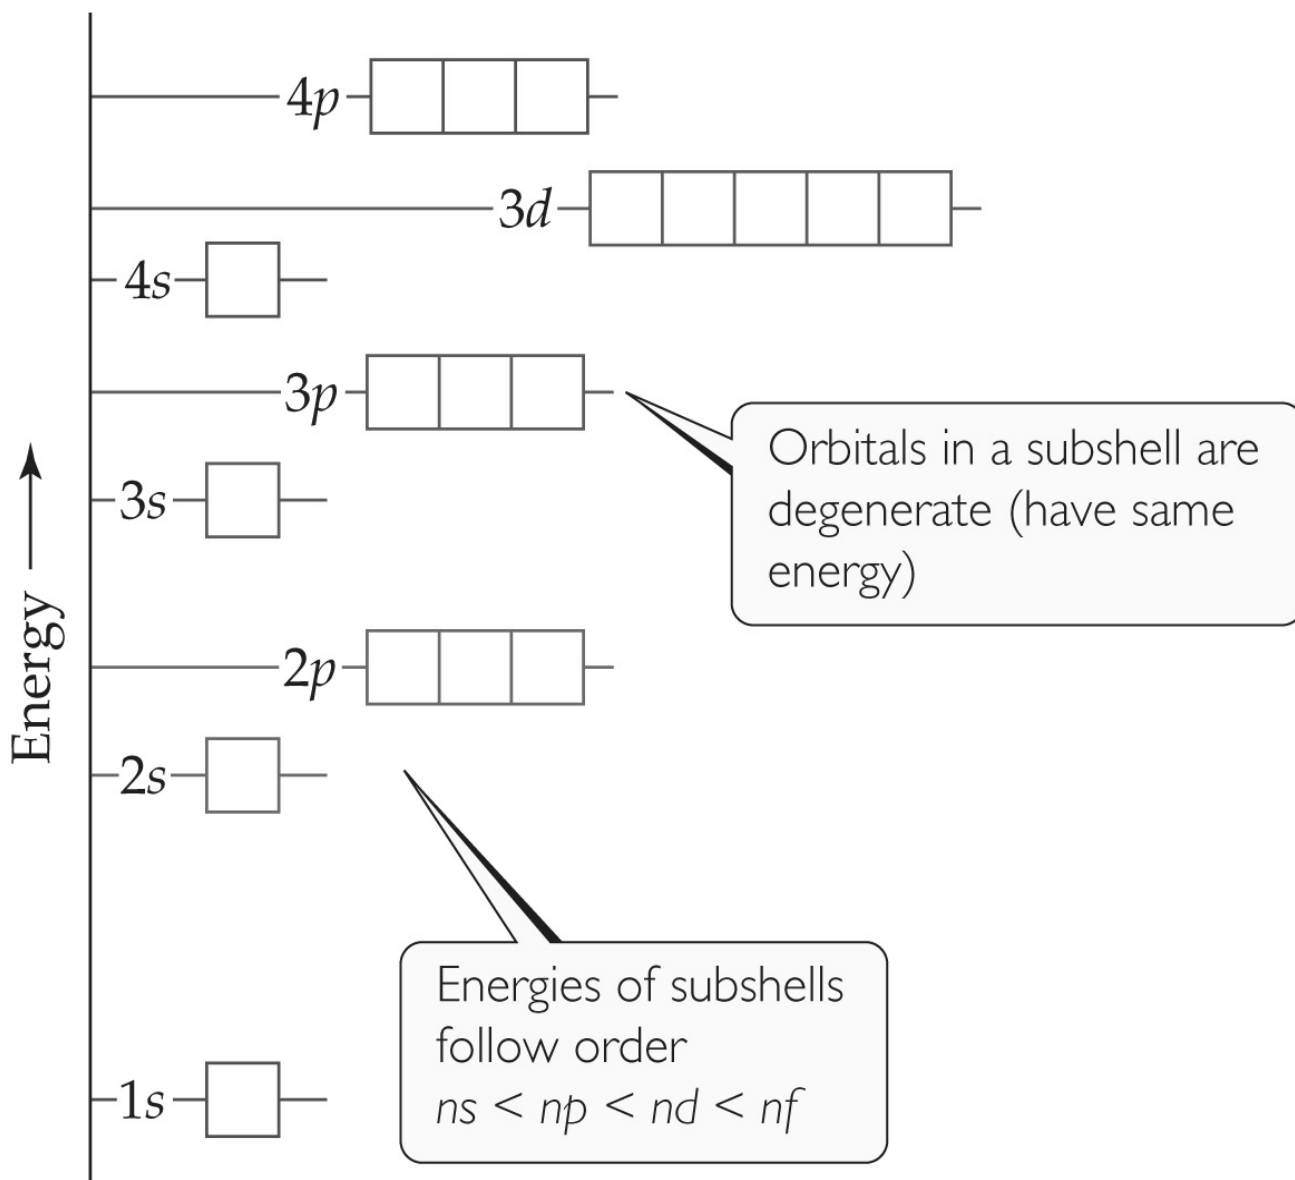 4p
3d
4s
3p
Orbitals in a subshell are
degenerate (have same
energy)
3s
Energy
2p
2s
Energies of subshells
follow order
ns < np < nd < nf
1s